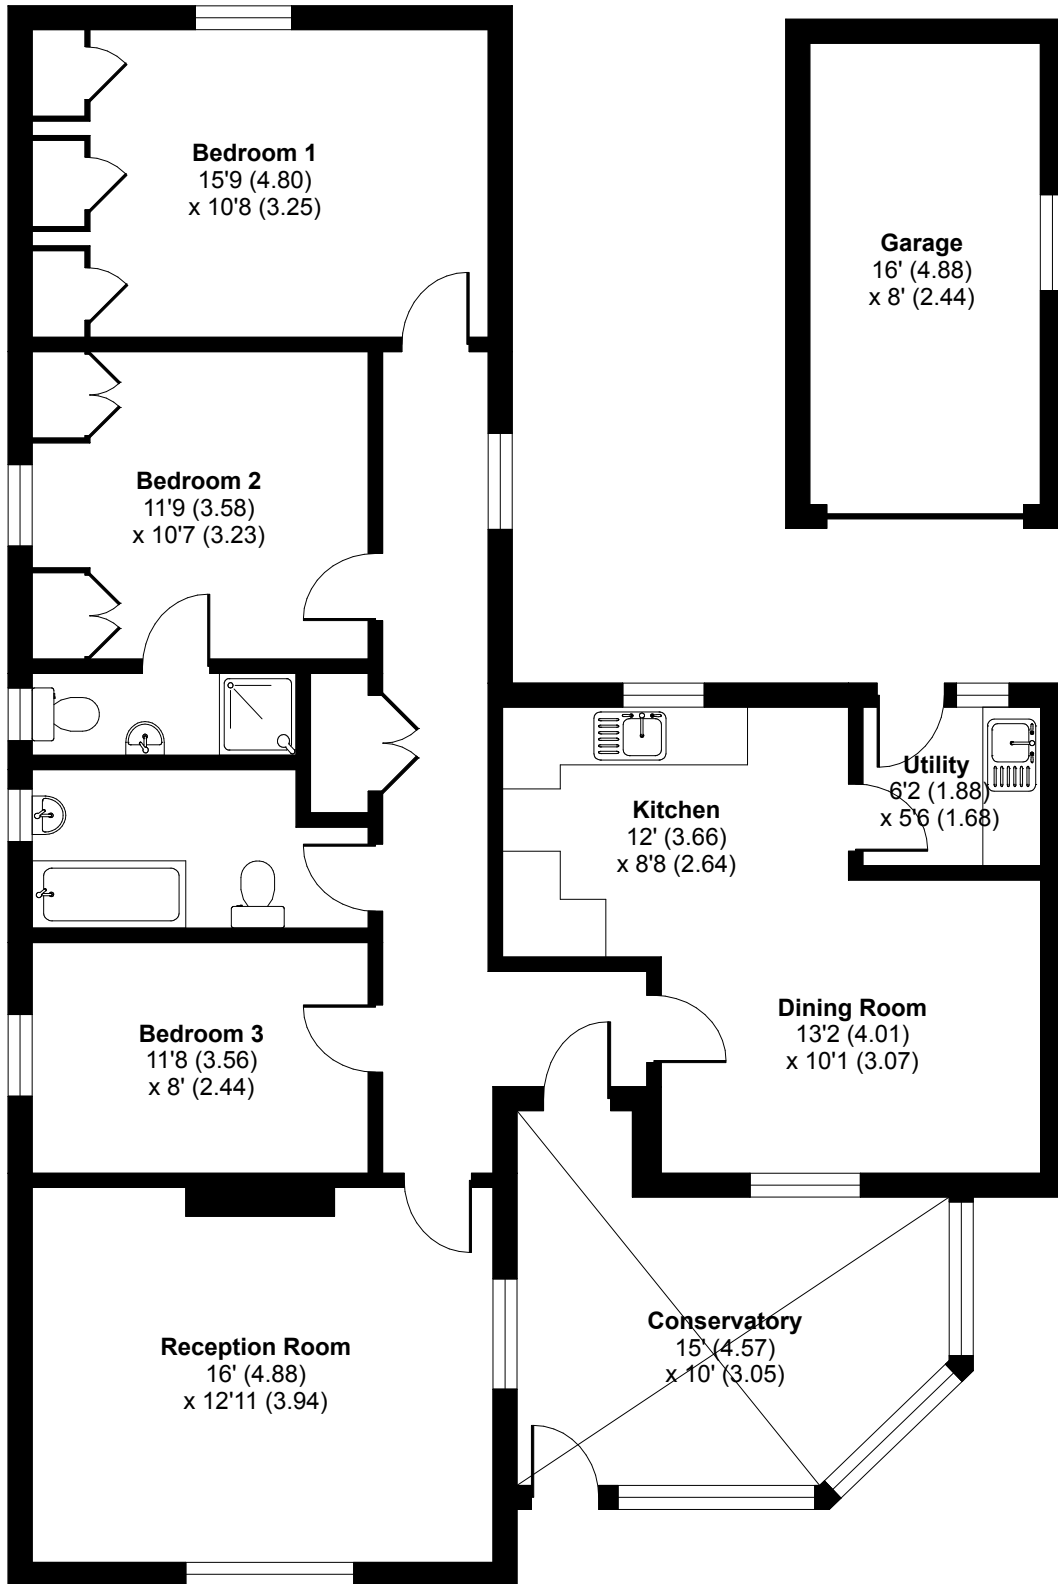 Bedroom 1
15'9 (4.80)
x 10'8 (3.25)
Garage
16' (4.88)
x 8' (2.44)
Bedroom 2
11'9 (3.58)
x 10'7 (3.23)
Utility
6'2 (1.88)
x 5'6 (1.68)
Kitchen
12' (3.66)
x 8'8 (2.64)
Dining Room
13'2 (4.01)
x 10'1 (3.07)
Bedroom 3
11'8 (3.56)
x 8' (2.44)
Conservatory
15' (4.57)
x 10' (3.05)
Reception Room
16' (4.88)
x 12'11 (3.94)